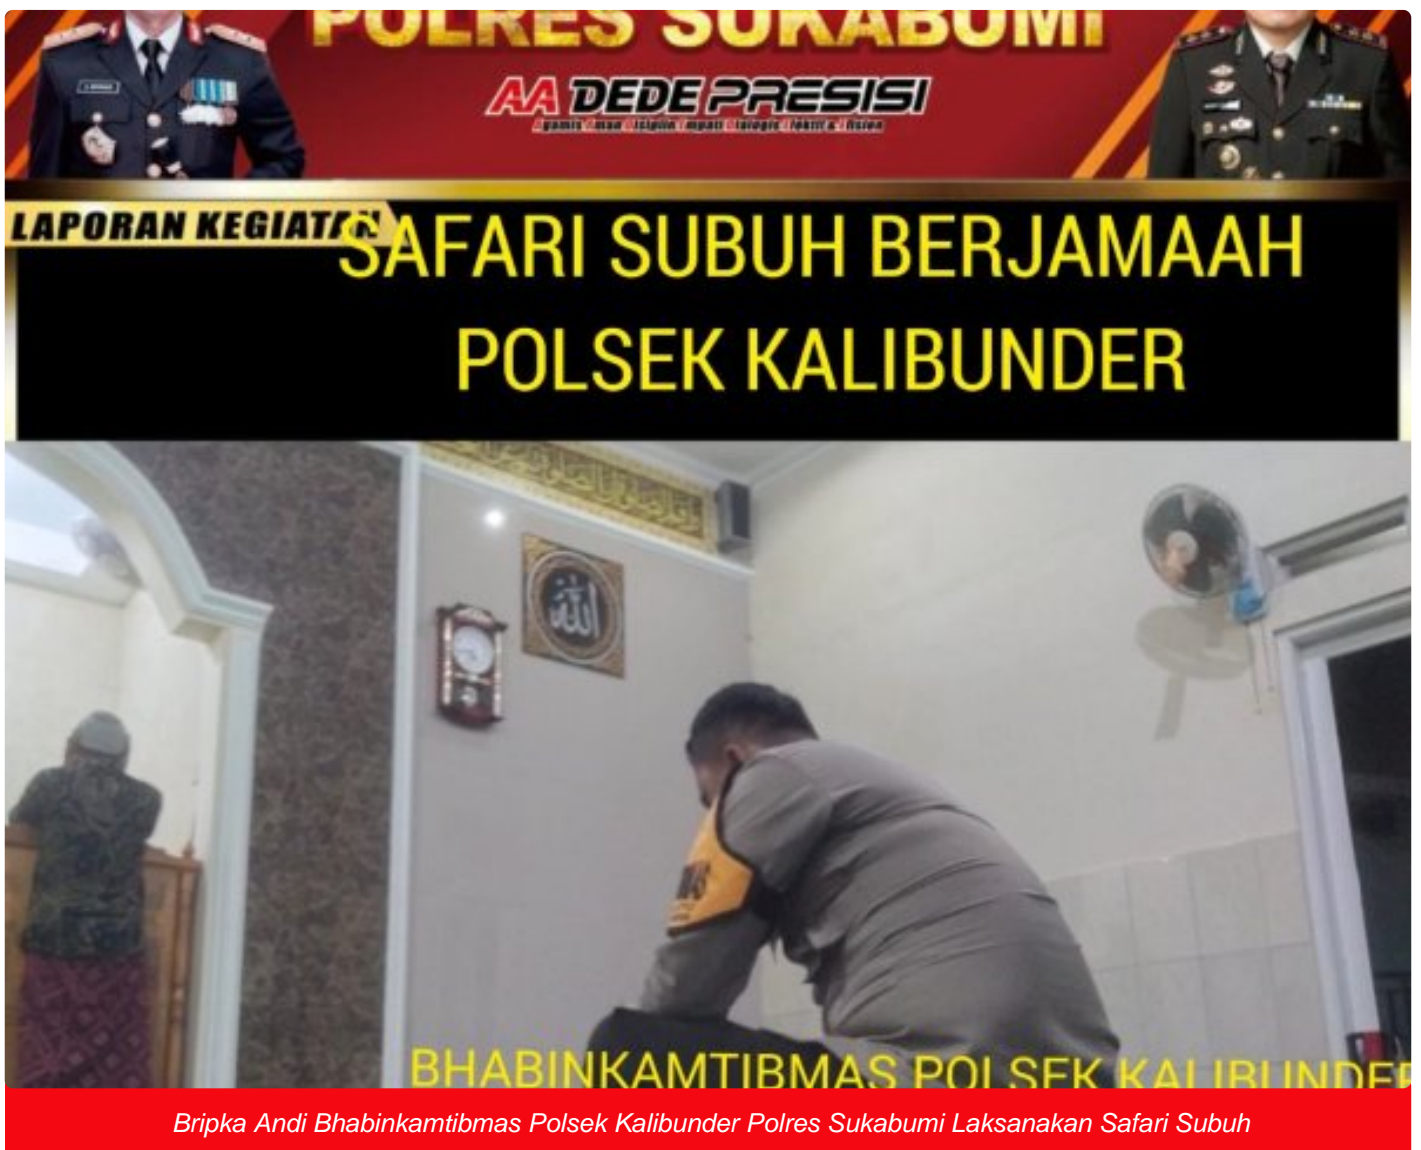 POLRES SUKABUMI
AA DEDE PRESISI
LAPORAN KEGIATAN
SAFARI SUBUH BERJAMAAH
POLSEK KALIBUNDER
الله
BHABINKAMTIBMAS POLSEK KALIBUNDER
Bripka Andi Bhabinkamtibmas Polsek Kalibunder Polres Sukabumi Laksanakan Safari Subuh